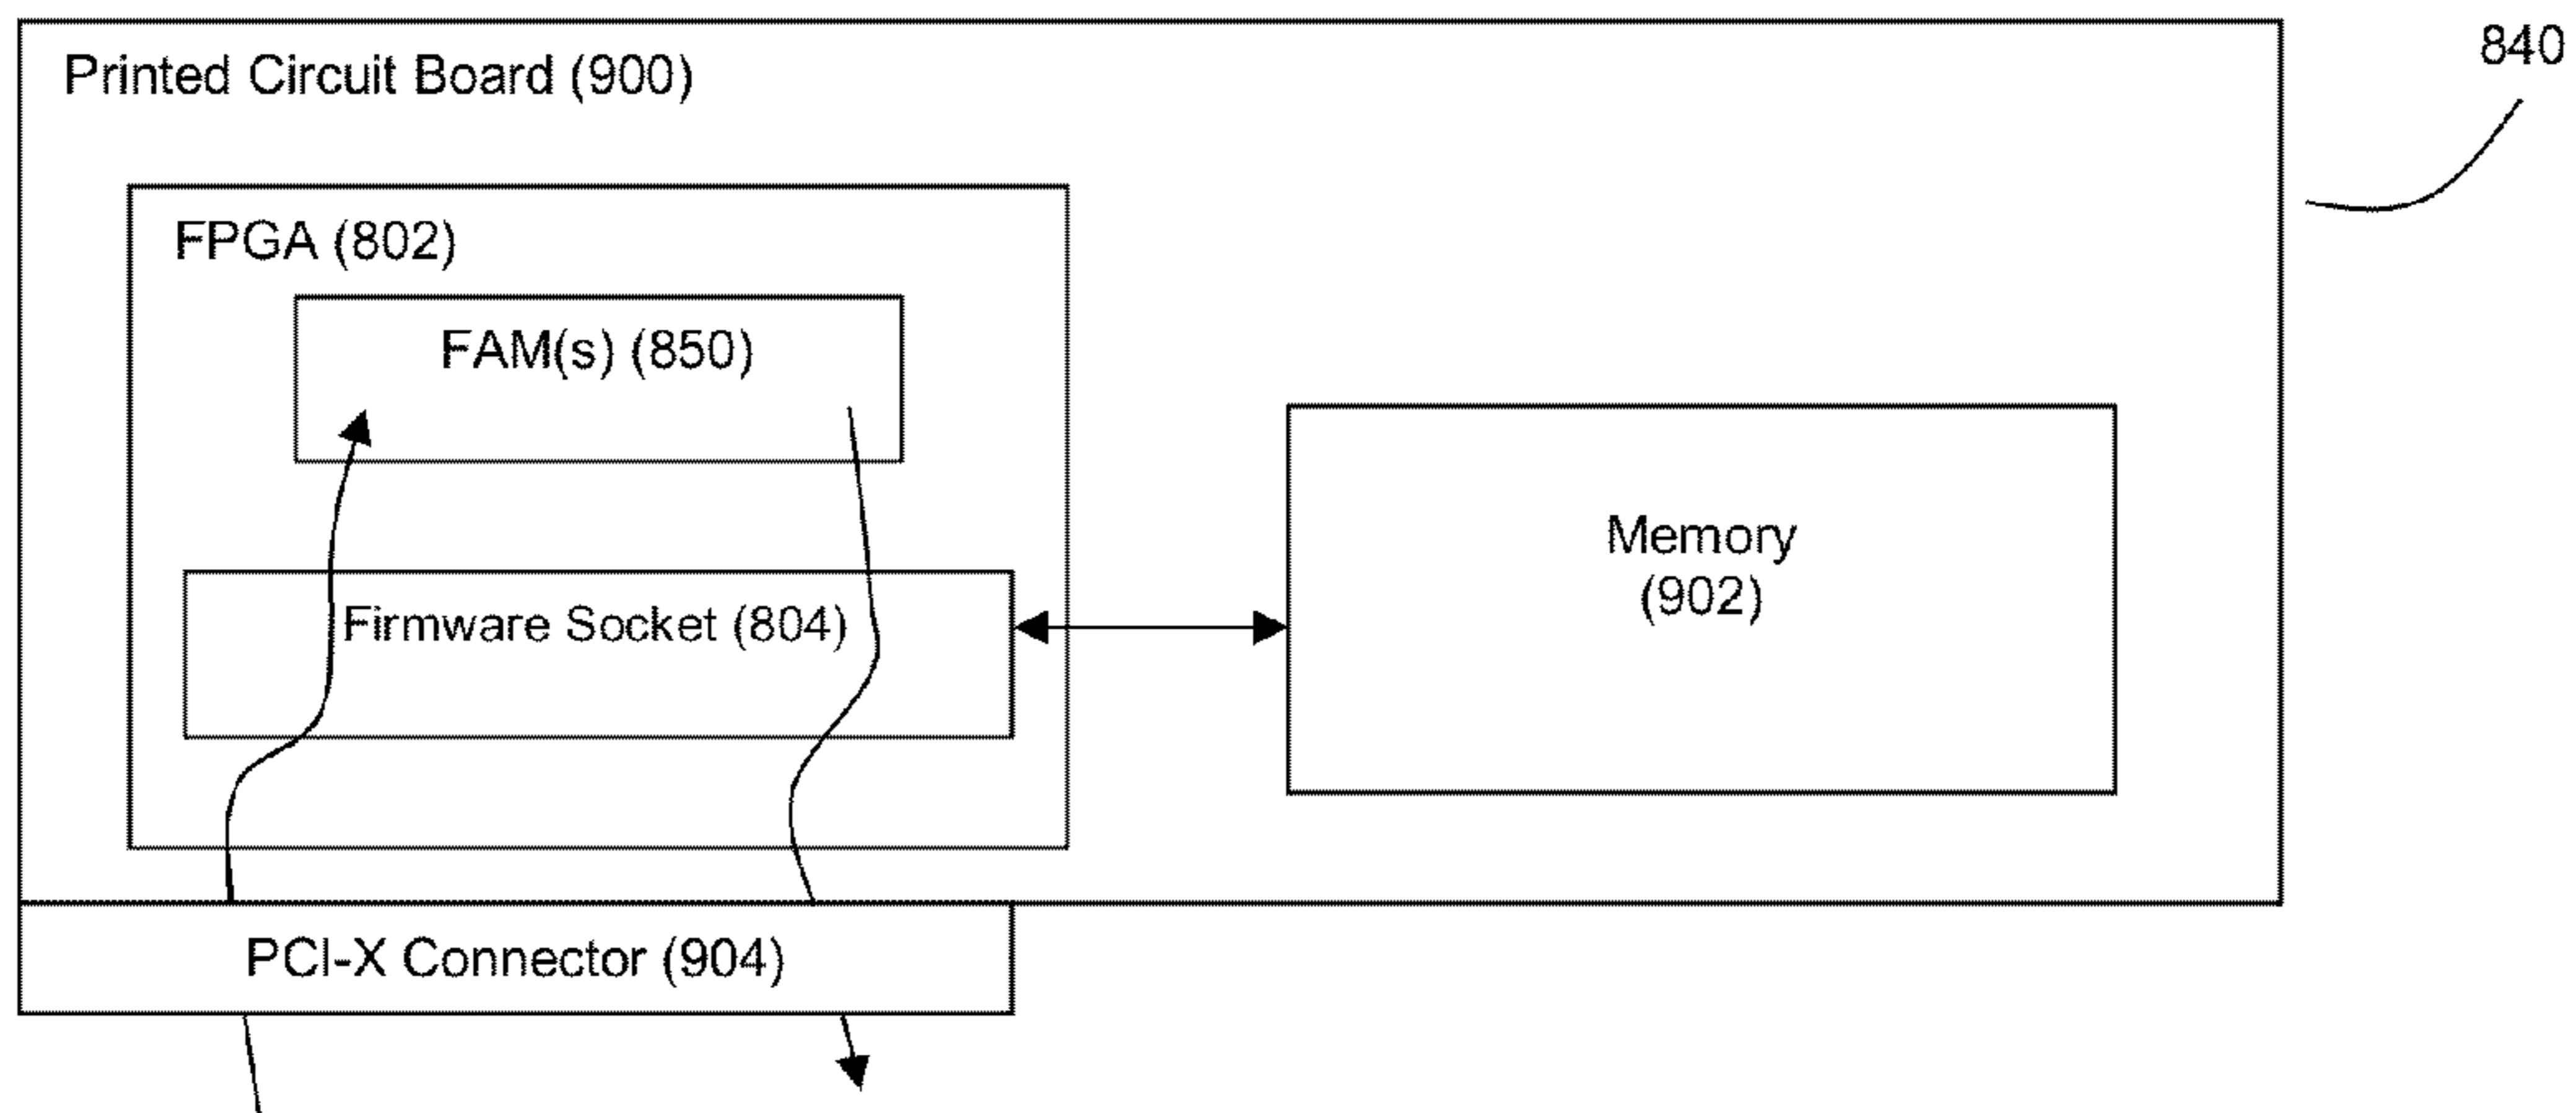 840
Printed Circuit Board (900)
FPGA (802)
FAM(s) (850)
Memory
(902)
Firmware Socket (804)
PCI-X Connector (904)